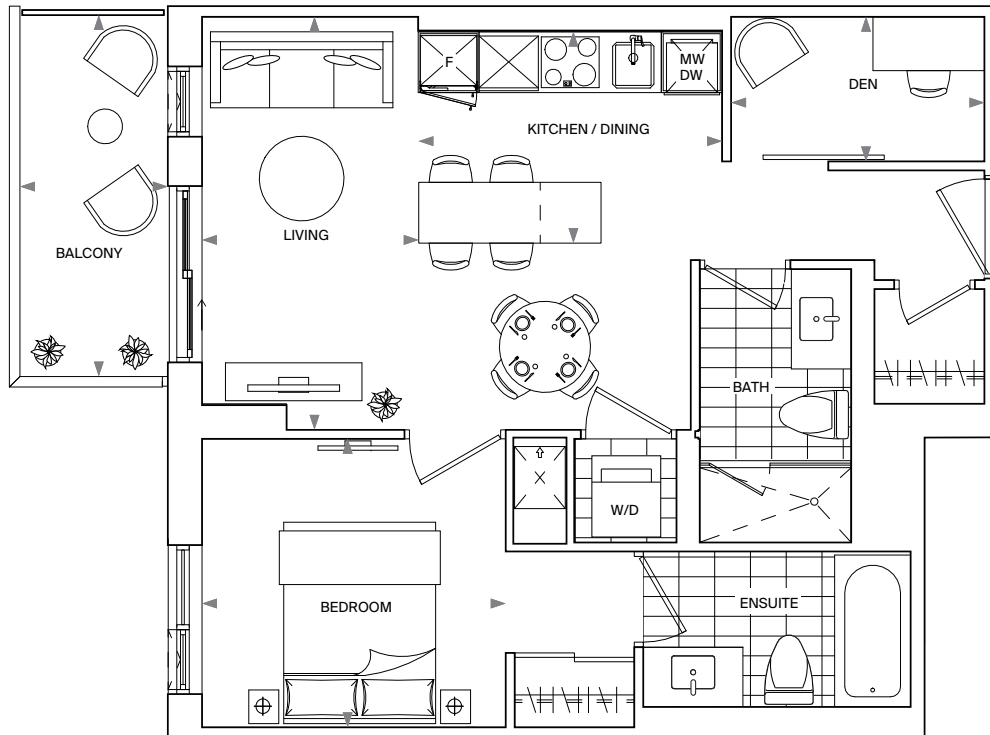 F
MW
DW
DEN
KITCHEN / DINING
LIVING
BALCONY
BATH
X
W/D
BEDROOM
ENSUITE